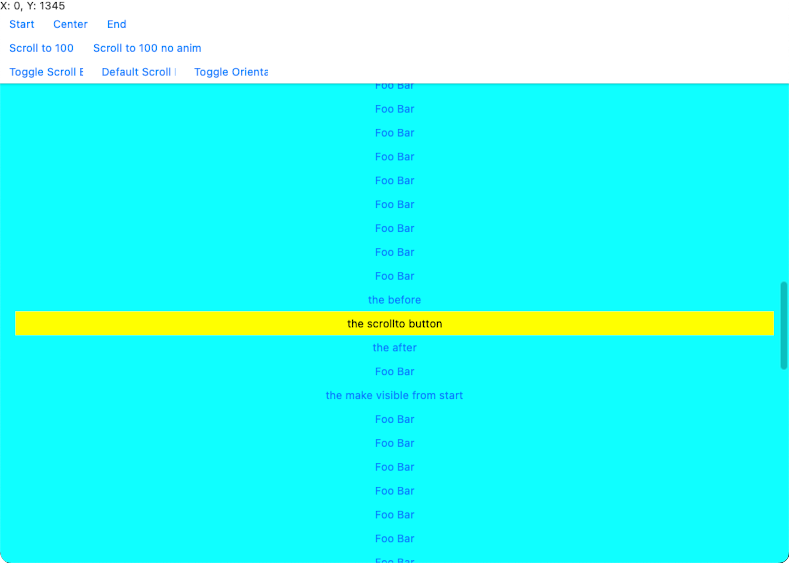 X: 0, Y: 1345
Start Center End
Scroll to 100 Scroll to 100 no anim
Toggle Scroll Default Scroll Toggle Orienta
Foo Bar
Foo Bar
Foo Bar
Foo Bar
Foo Bar
Foo Bar
Foo Bar
Foo Bar
Foo Bar
the before
the scrollto button
the after
Foo Bar
the make visible from start
Foo Bar
Foo Bar
Foo Bar
Foo Bar
Foo Bar
Foo Bar
Foo Bar